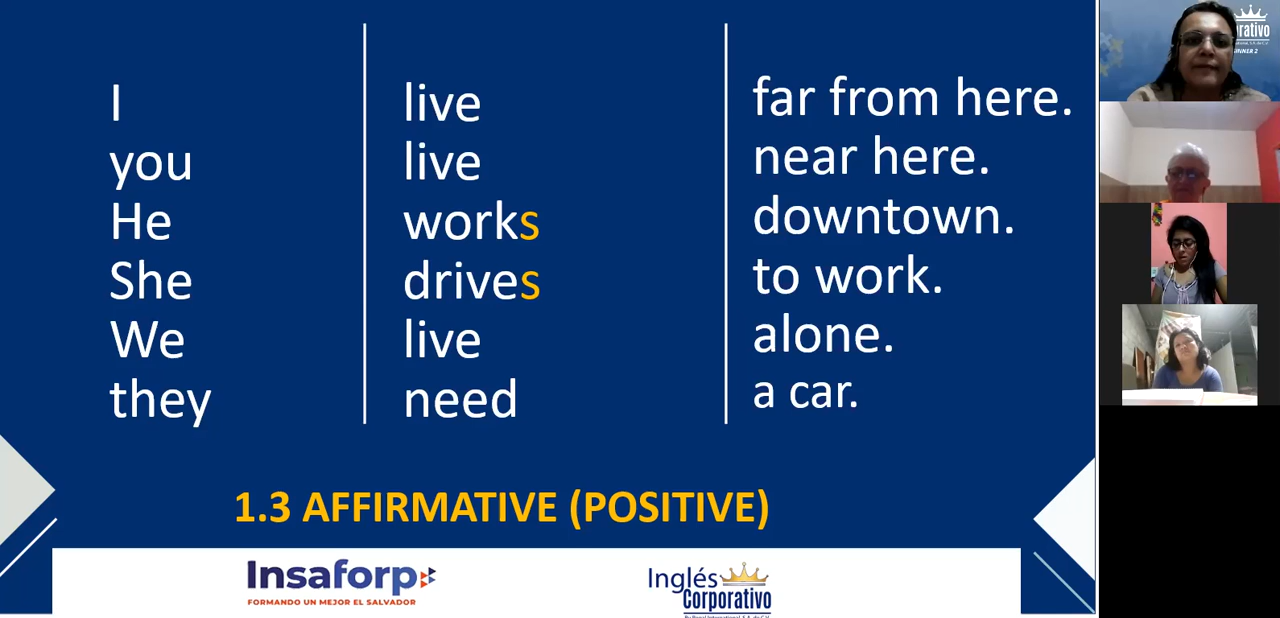 I live far from here.
you live near here.
He works downtown.
She drives to work.
We live alone.
they need a car.
1.3 AFFIRMATIVE (POSITIVE)
Insaforp
FORMANDO UN MEJOR EL SALVADOR
Inglés
Corporativo